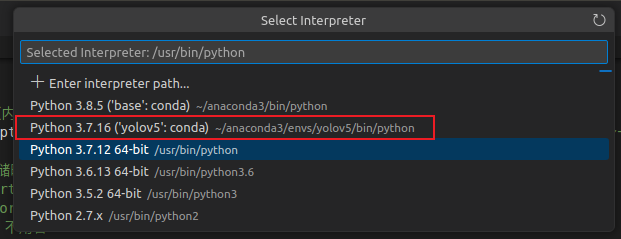 Select Interpreter
Selected Interpreter: /usr/bin/python
Enter interpreter path...
Python 3.8.5 ('base': conda) ~/anaconda3/bin/python
Python 3.7.16 ('yolov5': conda) ~/anaconda3/envs/yolov5/bin/python
Python 3.7.12 64-bit /usr/bin/python
Python 3.6.13 64-bit /usr/bin/python3.6
Python 3.5.2 64-bit /usr/bin/python3
Python 2.7.x /usr/bin/python2